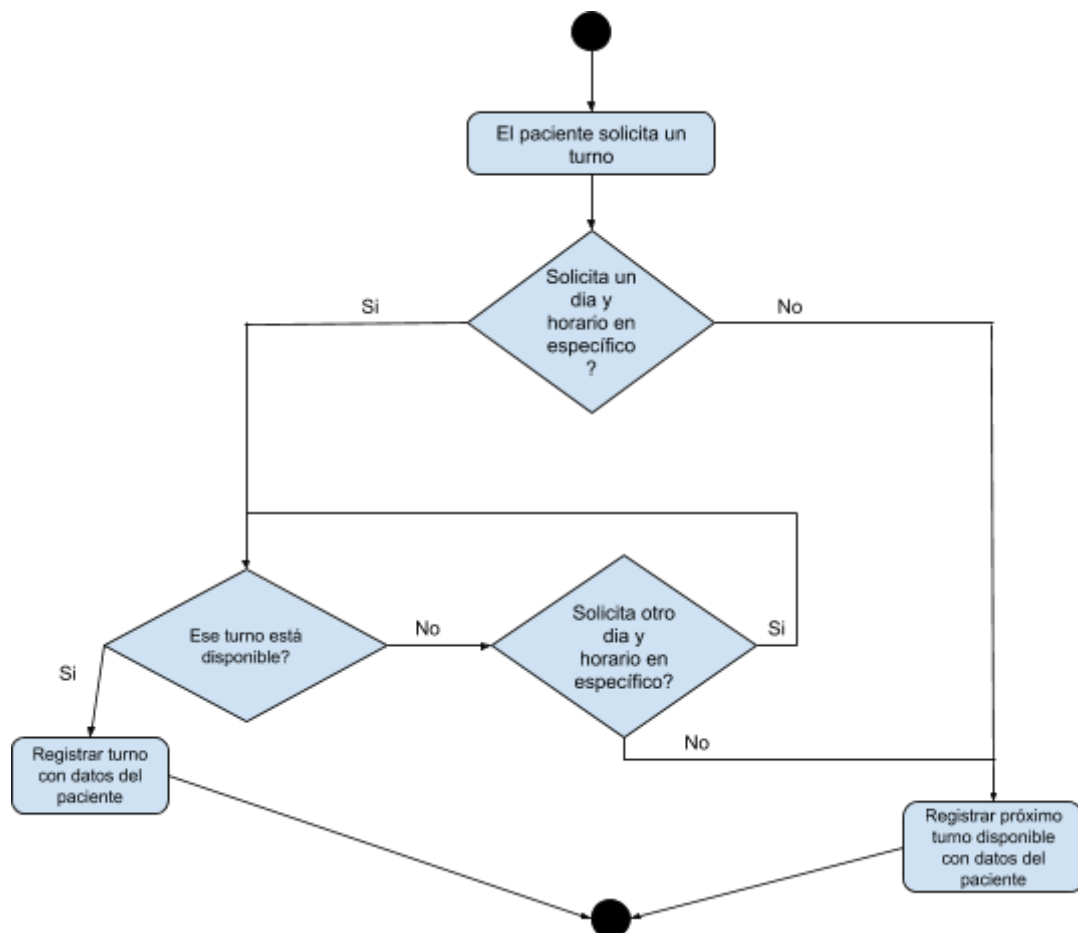 El paciente solicita un
turno
Solicita un
dia y
horario en
específico
?
Si
No
Ese turno está
disponible?
No
Solicita otro
dia y
horario en
específico?
Si
Si
No
Registrar turno
con datos del
paciente
Registrar próximo
turno disponible
con datos del
paciente